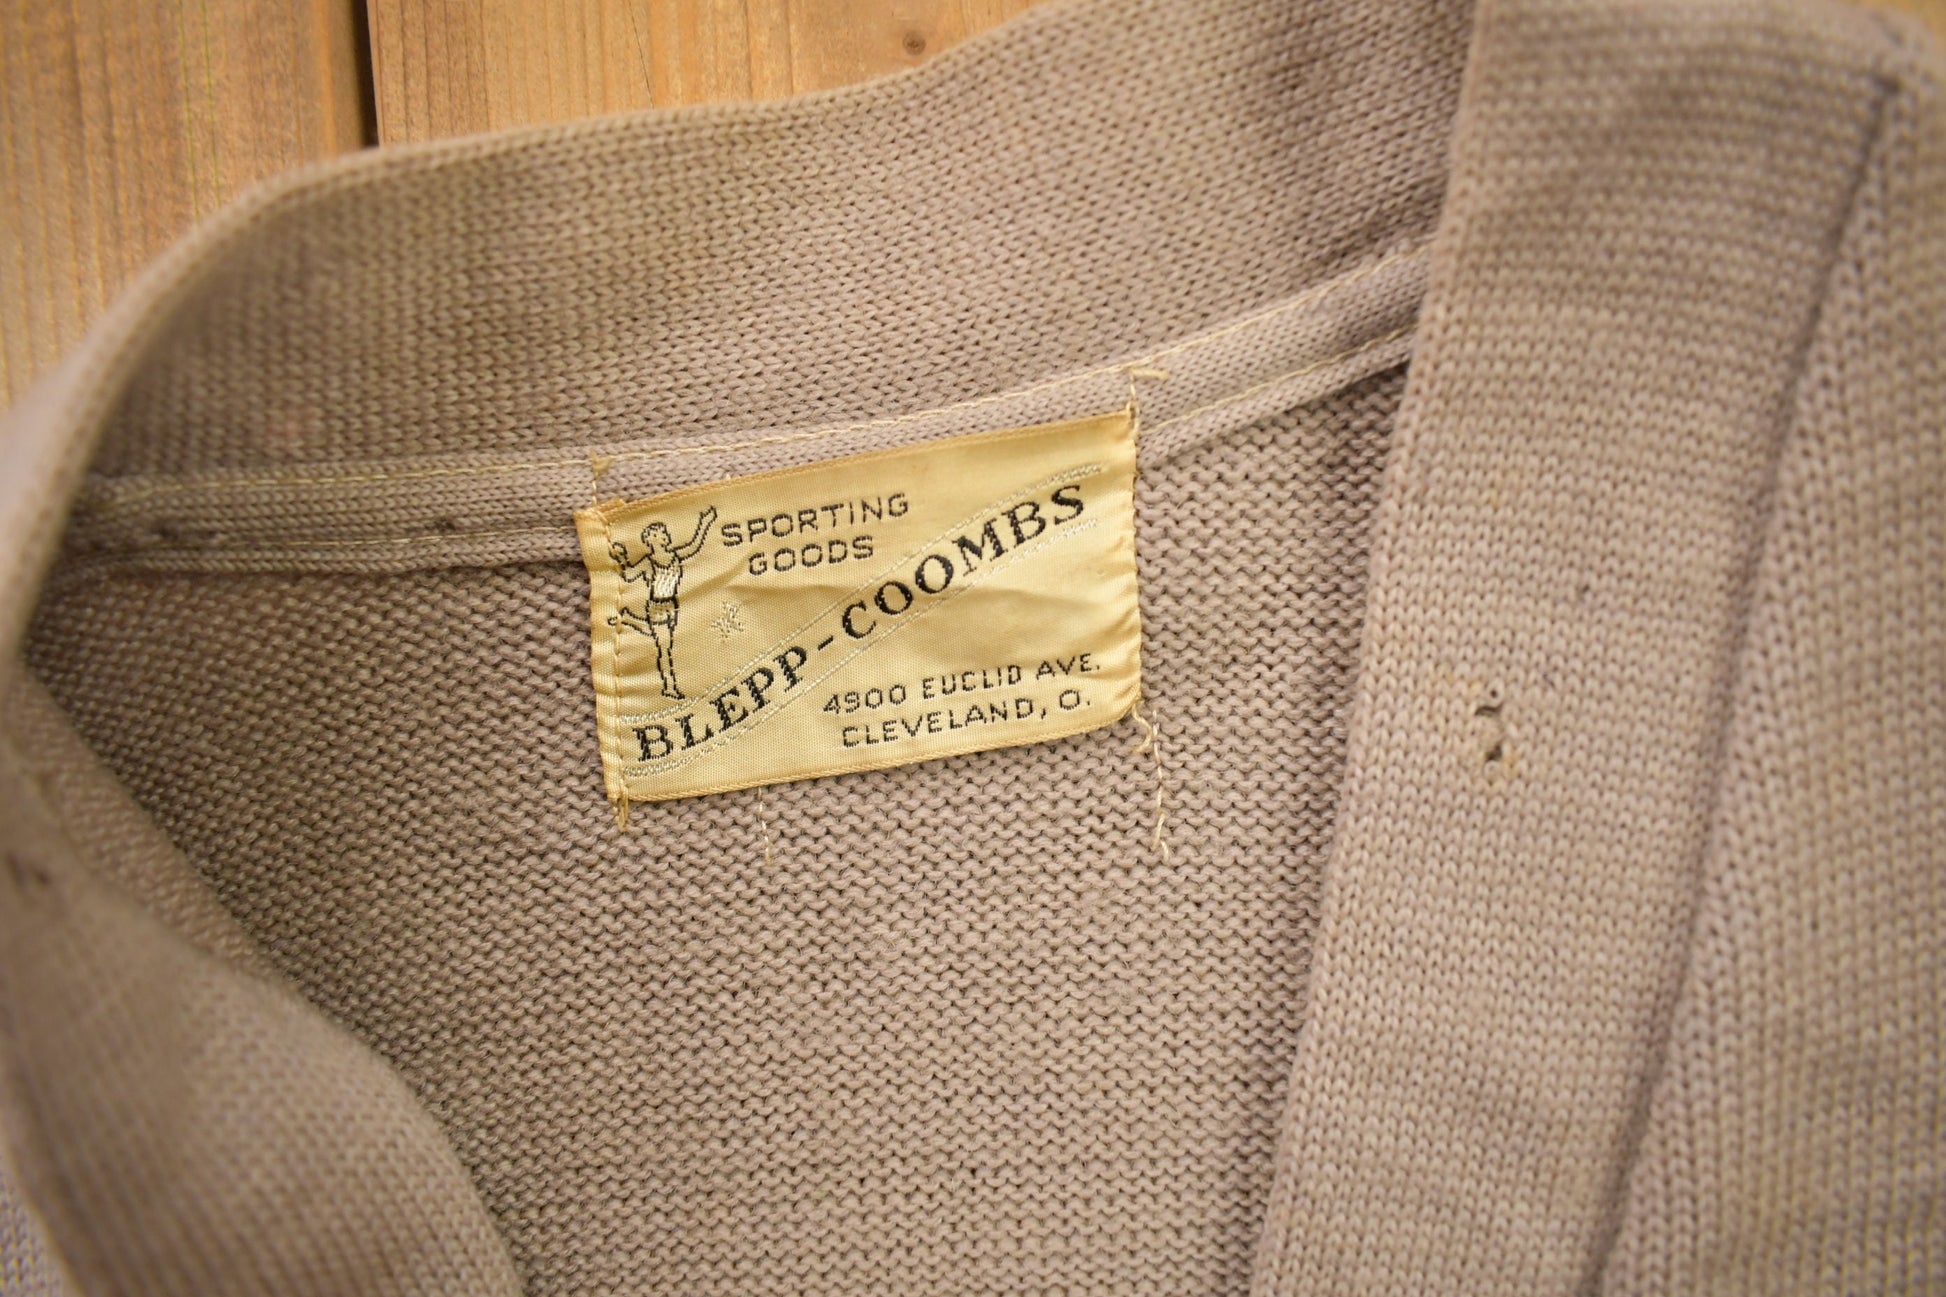 SPORTING
GOODS
BLEPP-COOMBS
4900 EUCLID AVE.
CLEVELAND, O.